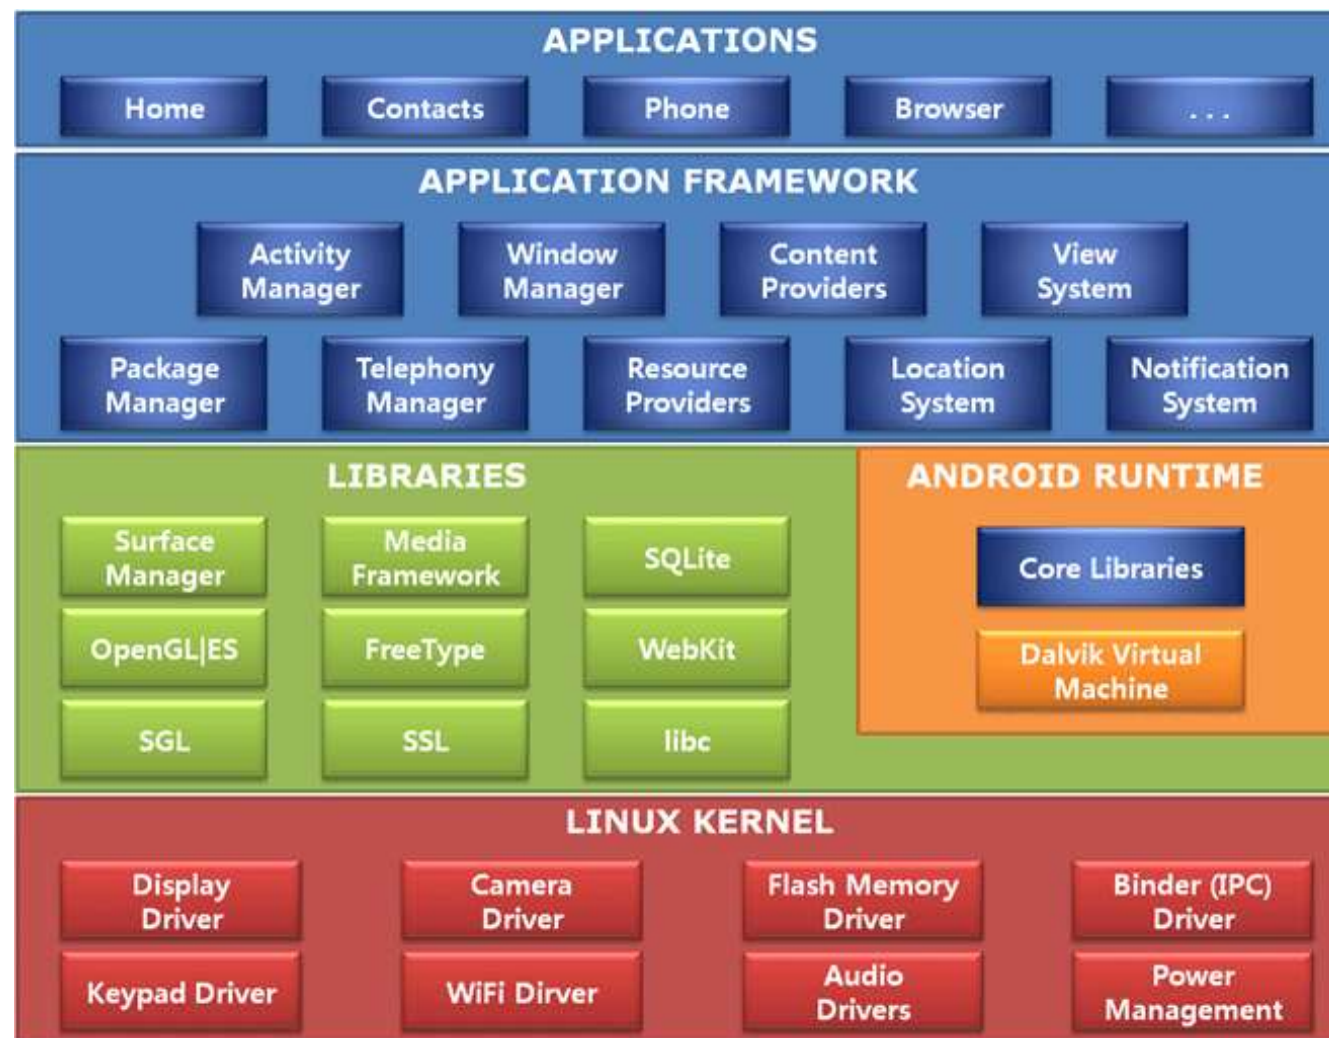 APPLICATIONS
Home
Contacts
Phone
Browser
. . .
APPLICATION FRAMEWORK
Activity
Manager
Window
Manager
Content
Providers
View
System
Package
Manager
Telephony
Manager
Resource
Providers
Location
System
Notification
System
LIBRARIES
Surface
Manager
Media
Framework
SQLite
OpenGL|ES
FreeType
WebKit
SGL
SSL
libc
ANDROID RUNTIME
Core Libraries
Dalvik Virtual
Machine
LINUX KERNEL
Display
Driver
Camera
Driver
Flash Memory
Driver
Binder (IPC)
Driver
Keypad Driver
WiFi Dirver
Audio
Drivers
Power
Management